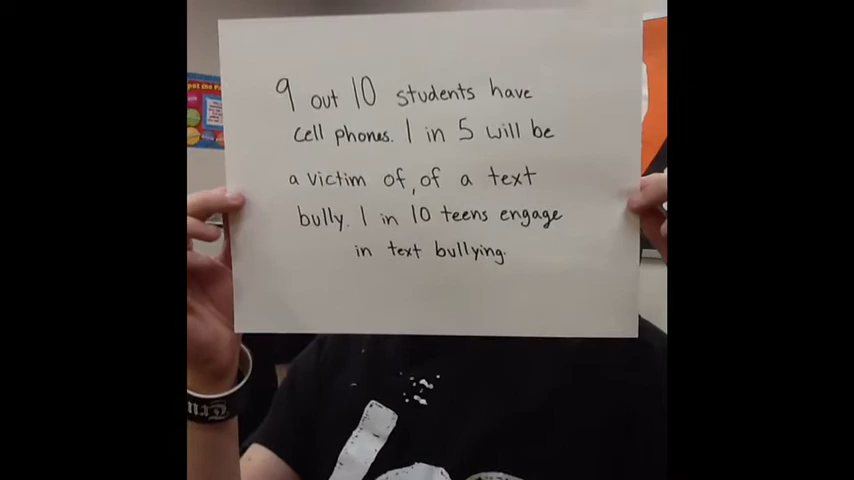 9 out 10 students have
cell phones. 1 in 5 will be
a victim of, of a text
bully. 1 in 10 teens engage
in text bullying.